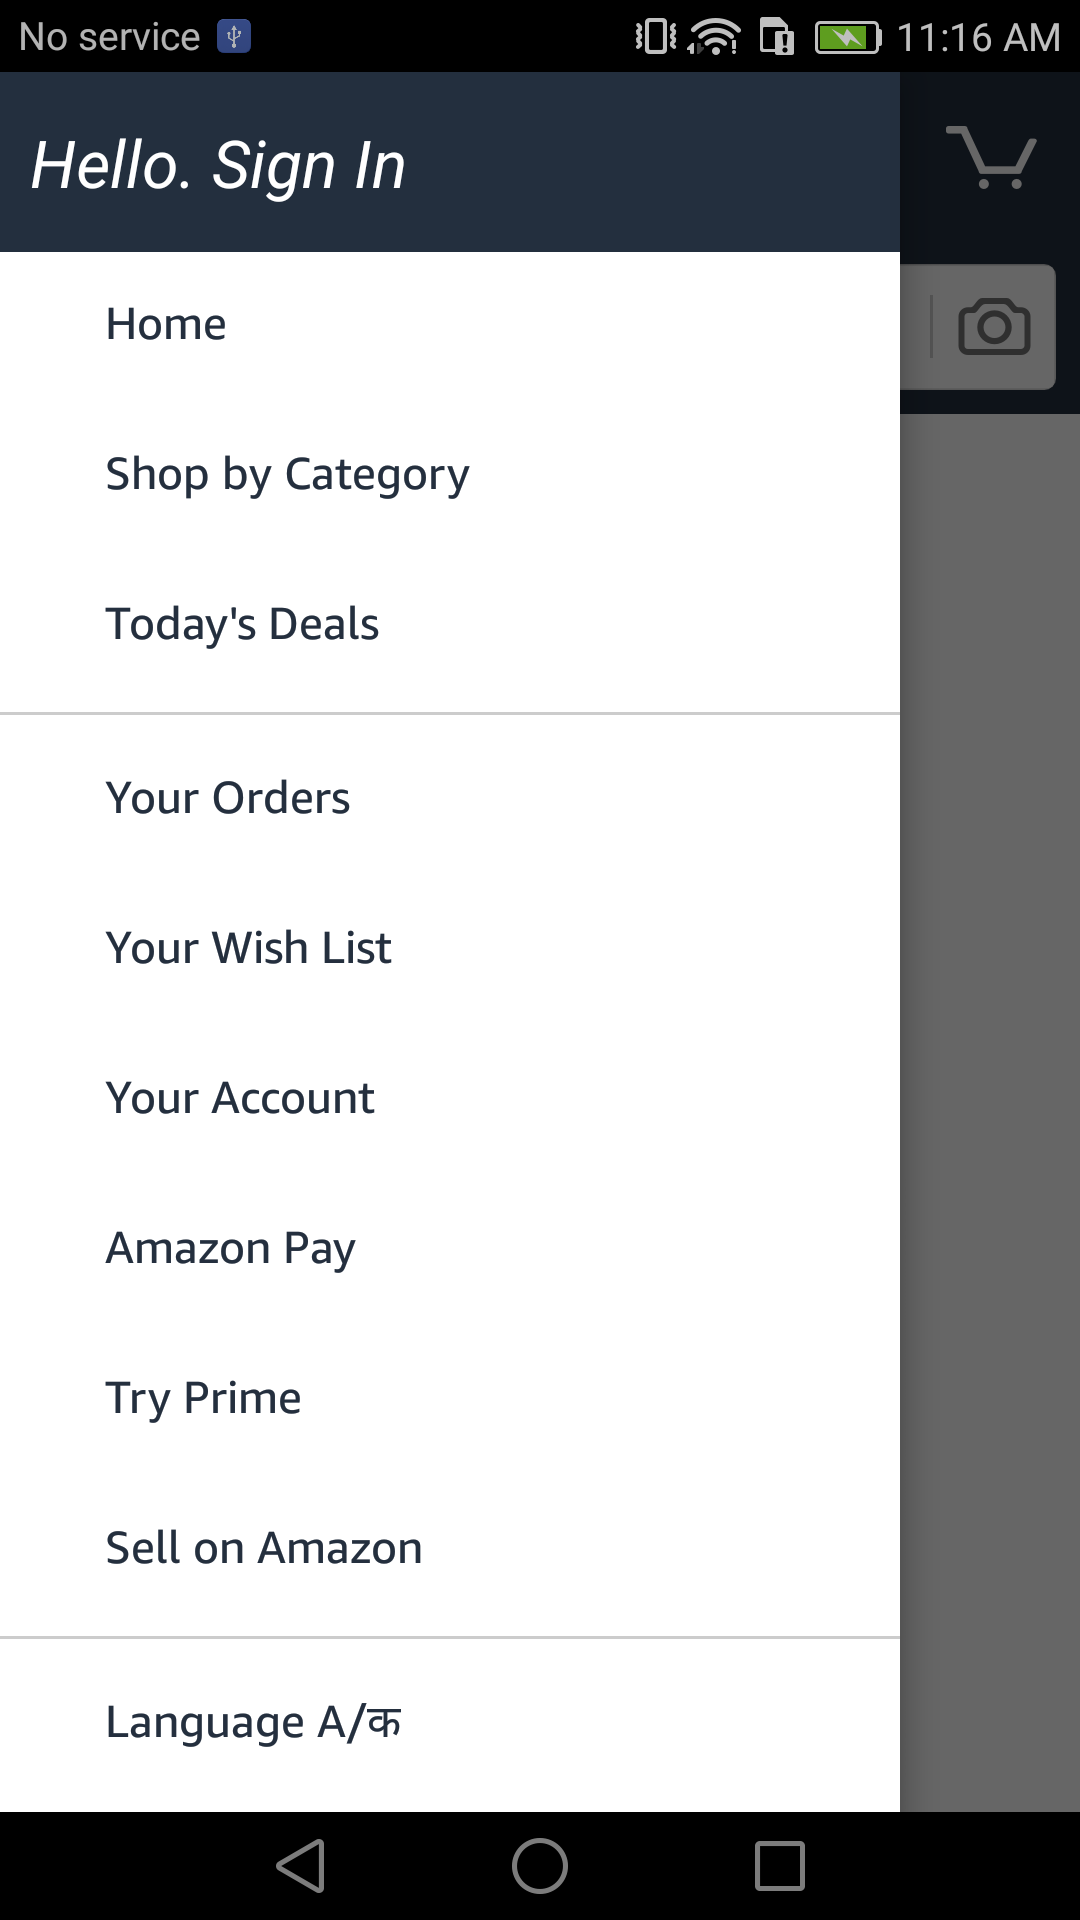 No service 11:16 AM
Hello. Sign In
Home
Shop by Category
Today's Deals
Your Orders
Your Wish List
Your Account
Amazon Pay
Try Prime
Sell on Amazon
Language A/क